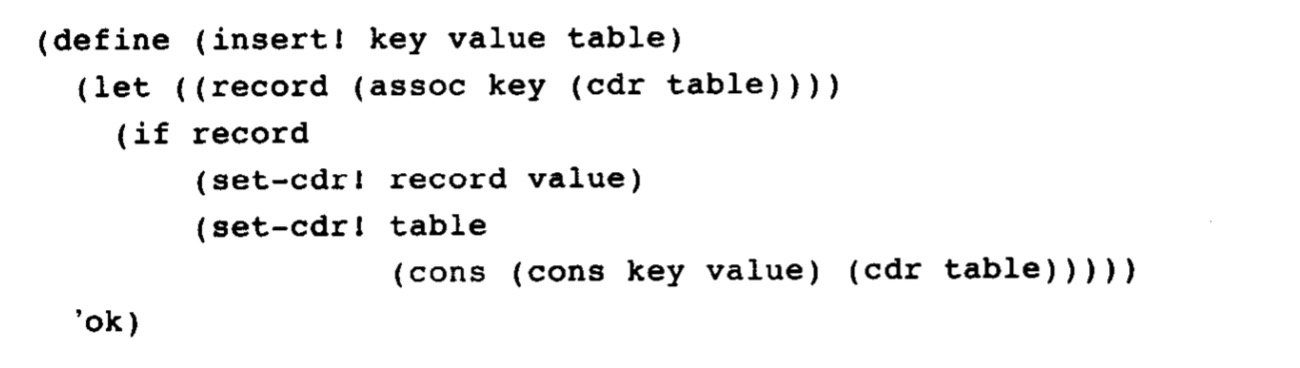 (define (insert! key value table)
(let ((record (assoc key (cdr table))))
(if record
(set-cdr! record value)
(set-cdr! table
(cons (cons key value) (cdr table)))))
'ok)